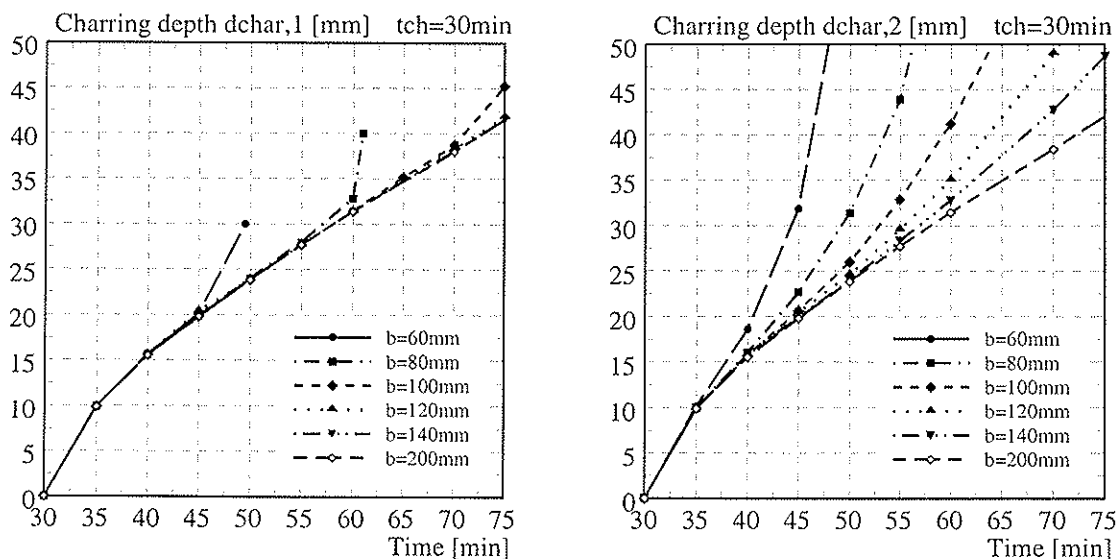 Charring depth dchar,1 [mm] tch=30min
50
45
40
35
30
25
20
15
10
5
0
b=60mm
b=80mm
b=100mm
b=120mm
b=140mm
b=200mm
30 35 40 45 50 55 60 65 70 75
Time [min]
Charring depth dchar,2 [mm] tch=30min
50
45
40
35
30
25
20
15
10
5
0
b=60mm
b=80mm
b=100mm
b=120mm
b=140mm
b=200mm
30 35 40 45 50 55 60 65 70 75
Time [min]